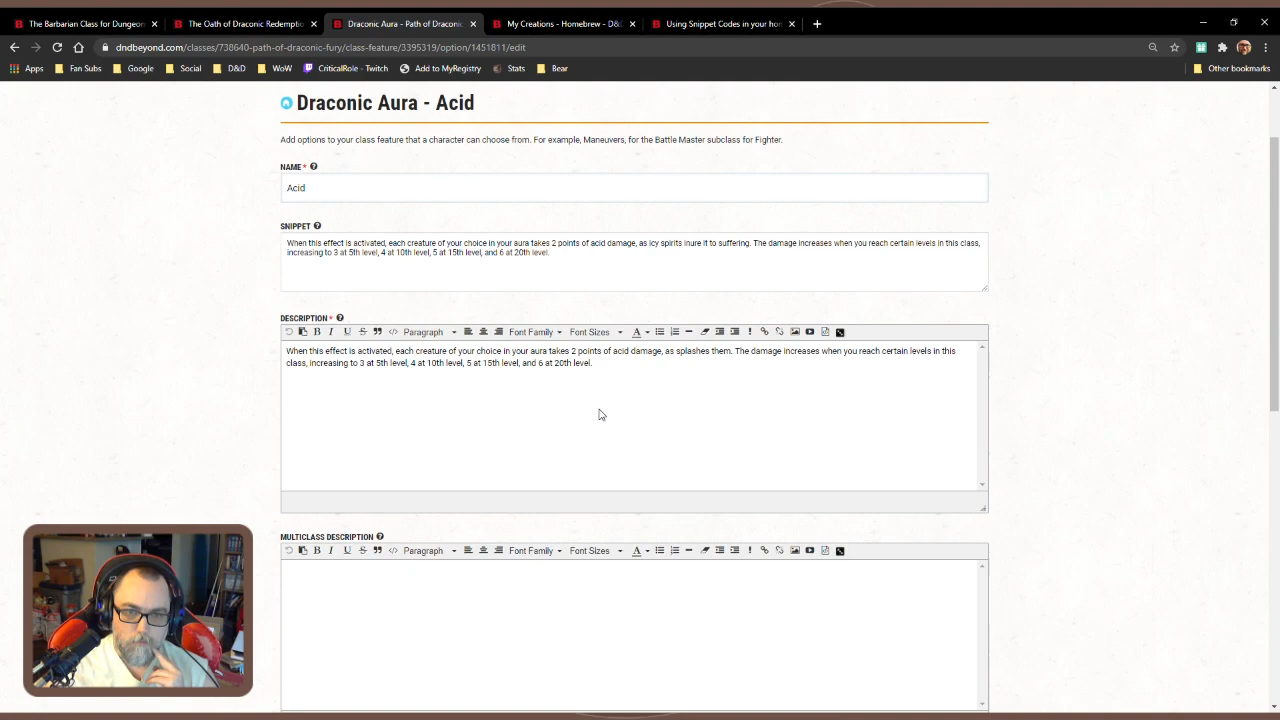 The Barbarian Class for Dungeon
The Oath of Draconic Redemptio
Draconic Aura - Path of Draconic
My Creations - Homebrew - D&
Using Snippet Codes in your hom
dndbeyond.com/classes/738640-path-of-draconic-fury/class-feature/3395319/option/1451811/edit
Apps
Fan Subs
Google
Social
D&D
WoW
CriticalRole - Twitch
Add to MyRegistry
Stats
Bear
Other bookmarks
Draconic Aura - Acid
Add options to your class feature that a character can choose from. For example, Maneuvers, for the Battle Master subclass for Fighter.
NAME *
Acid
SNIPPET
When this effect is activated, each creature of your choice in your aura takes 2 points of acid damage, as icy spirits inure it to suffering. The damage increases when you reach certain levels in this class,
increasing to 3 at 5th level, 4 at 10th level, 5 at 15th level, and 6 at 20th level.
DESCRIPTION *
Paragraph
Font Family
Font Sizes
When this effect is activated, each creature of your choice in your aura takes 2 points of acid damage, as splashes them. The damage increases when you reach certain levels in this
class, increasing to 3 at 5th level, 4 at 10th level, 5 at 15th level, and 6 at 20th level.
MULTICLASS DESCRIPTION
Paragraph
Font Family
Font Sizes